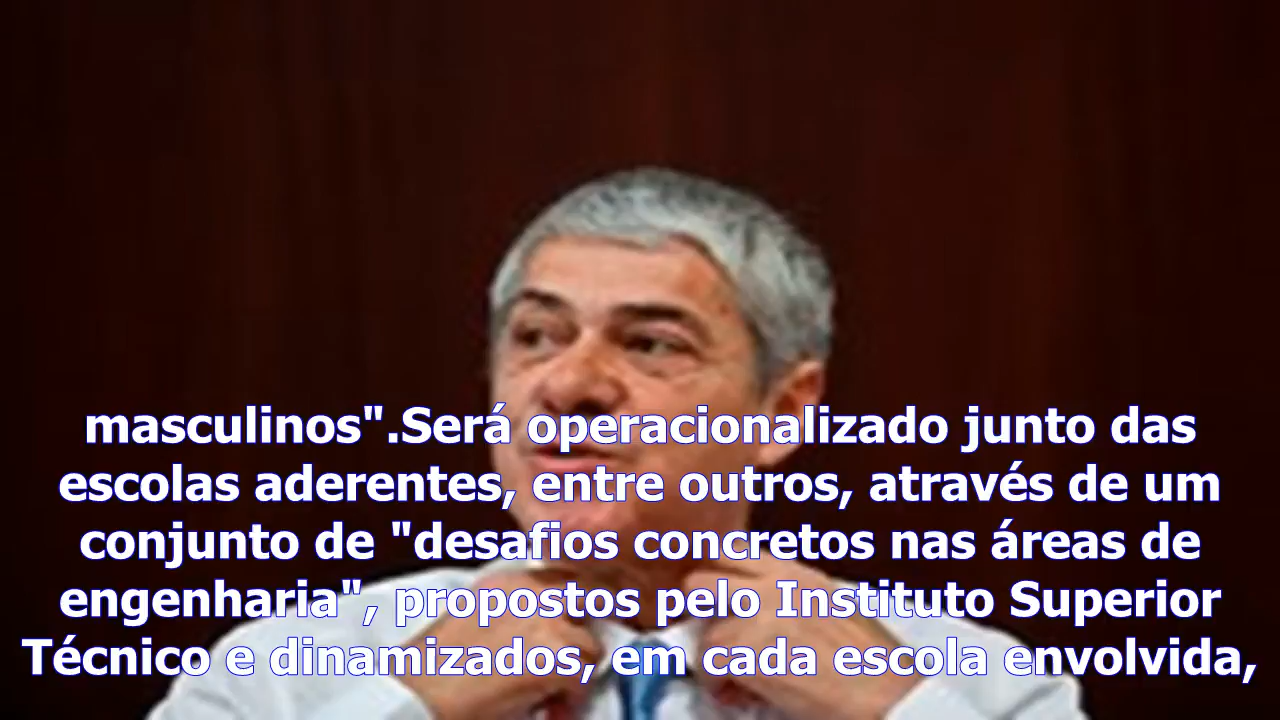 masculinos".Será operacionalizado junto das
escolas aderentes, entre outros, através de um
conjunto de "desafios concretos nas áreas de
engenharia", propostos pelo Instituto Superior
Técnico e dinamizados, em cada escola envolvida,